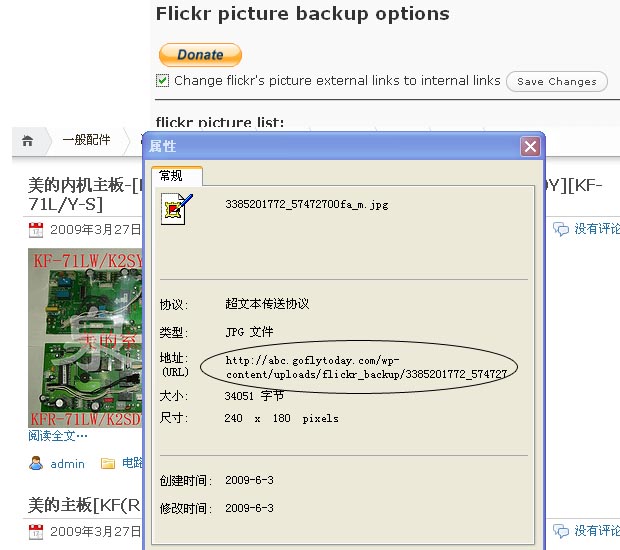 Flickr picture backup options
Donate
Change flickr's picture external links to internal links Save Changes
flickr picture list:
一般配件
属性
美的内机主板-[
DY][KF-
71L/Y-S]
常规
2009年3月27日
没有评论
3385201772_57472700fa_m.jpg
KF-71LW/K2SY
泉
KFR-71LW/K2SD
协议: 超文本传送协议
类型: JPG 文件
地址: http://abc.goflytoday.com/wp-
(URL) content/uploads/flickr_backup/3385201772_574727
大小: 34051 字节
尺寸: 240 x 180 pixels
阅读全文…
admin 电路
创建时间: 2009-6-3
美的主板[KF(R
修改时间: 2009-6-3
2009年3月27日
没有评论